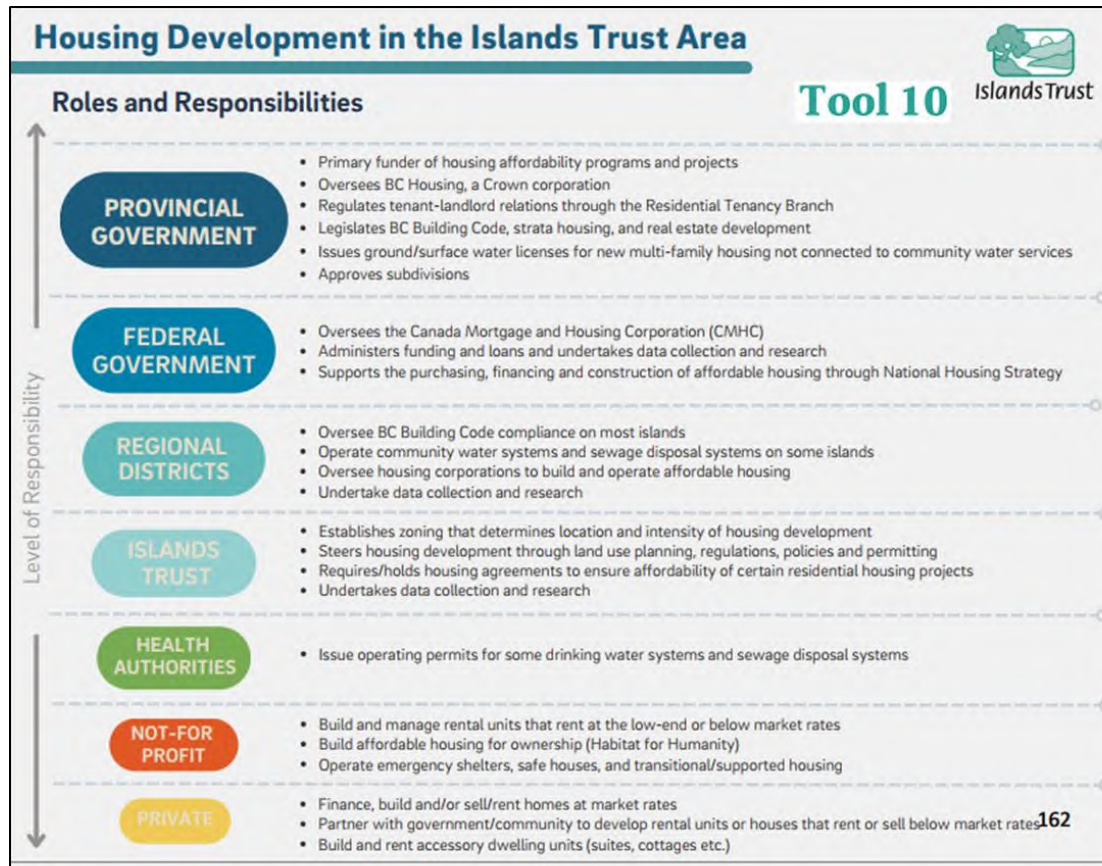 Housing Development in the Islands Trust Area
Islands Trust
Roles and Responsibilities
Tool 10
Level of Responsibility
PROVINCIAL
GOVERNMENT
• Primary funder of housing affordability programs and projects
• Oversees BC Housing, a Crown corporation
• Regulates tenant-landlord relations through the Residential Tenancy Branch
• Legislates BC Building Code, strata housing, and real estate development
• Issues ground/surface water licenses for new multi-family housing not connected to community water services
• Approves subdivisions
FEDERAL
GOVERNMENT
• Oversees the Canada Mortgage and Housing Corporation (CMHC)
• Administers funding and loans and undertakes data collection and research
• Supports the purchasing, financing and construction of affordable housing through National Housing Strategy
REGIONAL
DISTRICTS
• Oversee BC Building Code compliance on most islands
• Operate community water systems and sewage disposal systems on some islands
• Oversee housing corporations to build and operate affordable housing
• Undertake data collection and research
ISLANDS
TRUST
• Establishes zoning that determines location and intensity of housing development
• Steers housing development through land use planning, regulations, policies and permitting
• Requires/holds housing agreements to ensure affordability of certain residential housing projects
• Undertakes data collection and research
HEALTH
AUTHORITIES
• Issue operating permits for some drinking water systems and sewage disposal systems
NOT-FOR
PROFIT
• Build and manage rental units that rent at the low-end or below market rates
• Build affordable housing for ownership (Habitat for Humanity)
• Operate emergency shelters, safe houses, and transitional/supported housing
PRIVATE
• Finance, build and/or sell/rent homes at market rates
• Partner with government/community to develop rental units or houses that rent or sell below market rates
162
• Build and rent accessory dwelling units (suites, cottages etc.)